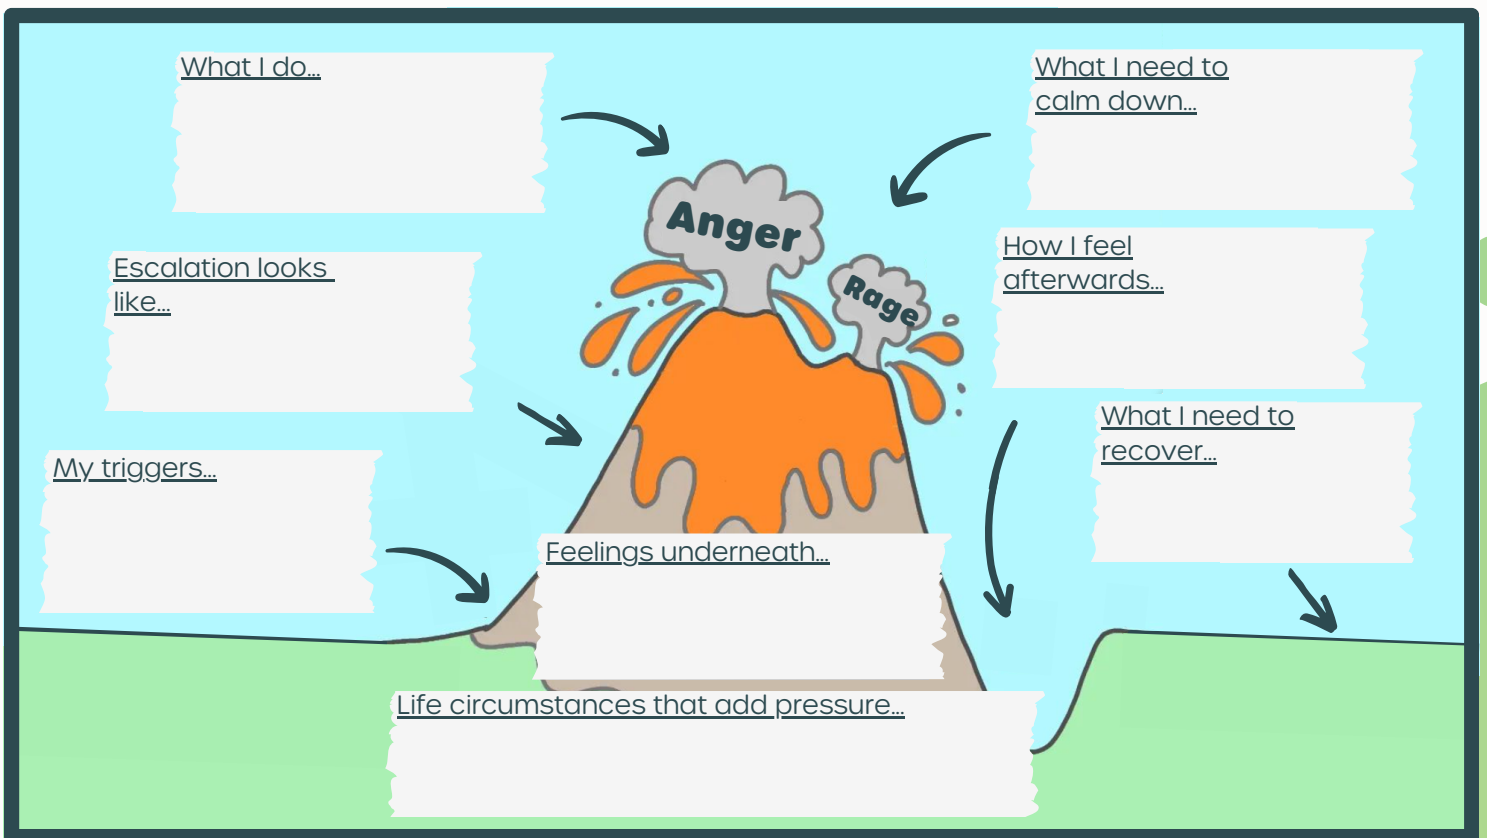 What I do...
What I need to
calm down...
Anger
Escalation looks
like...
How I feel
afterwards...
Rage
What I need to
recover...
My triggers...
Feelings underneath...
Life circumstances that add pressure...